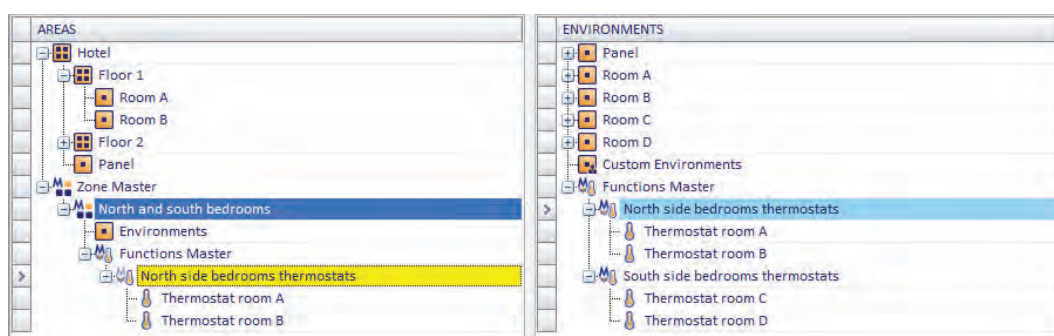 AREAS
Hotel
Floor 1
Room A
Room B
Floor 2
Panel
Zone Master
North and south bedrooms
Environments
Functions Master
North side bedrooms thermostats
Thermostat room A
Thermostat room B
ENVIRONMENTS
Panel
Room A
Room B
Room C
Room D
Custom Environments
Functions Master
North side bedrooms thermostats
Thermostat room A
Thermostat room B
South side bedrooms thermostats
Thermostat room C
Thermostat room D